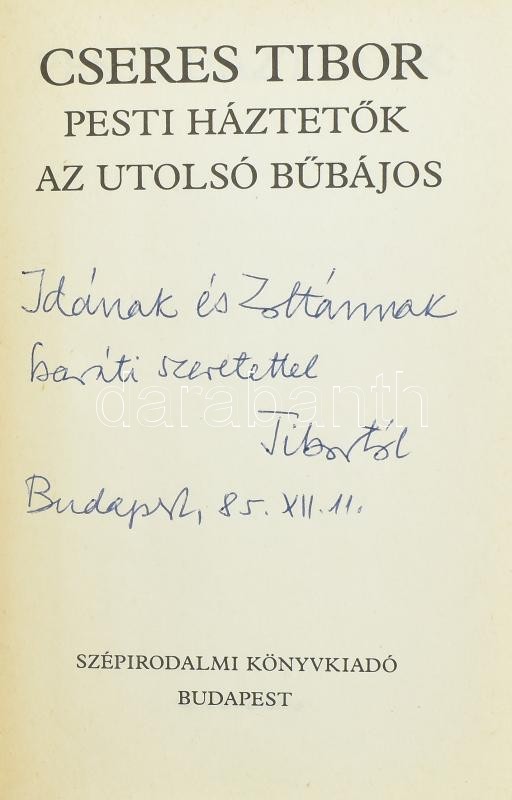 CSERES TIBOR
PESTI HÁZTETŐK
AZ UTOLSÓ BŰBÁJOS
Idának és Zoltánnak
baráti szeretettel
darabanth
Tibortól
Budapest, 85. XII. 11.
SZÉPIRODALMI KÖNYVKIADÓ
BUDAPEST